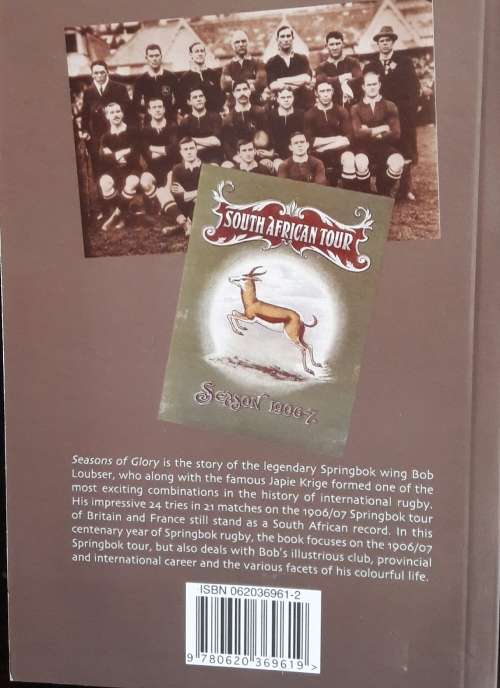 SOUTH AFRICAN TOUR
SEASON 1906-7.
Seasons of Glory is the story of the legendary Springbok wing Bob
Loubser, who along with the famous Japie Krige formed one of the
most exciting combinations in the history of international rugby.
His impressive 24 tries in 21 matches on the 1906/07 Springbok tour
of Britain and France still stand as a South African record. In this
centenary year of Springbok rugby, the book focuses on the 1906/07
Springbok tour, but also deals with Bob's illustrious club, provincial
and international career and the various facets of his colourful life.
ISBN 062036961-2
9 780620 369619 >